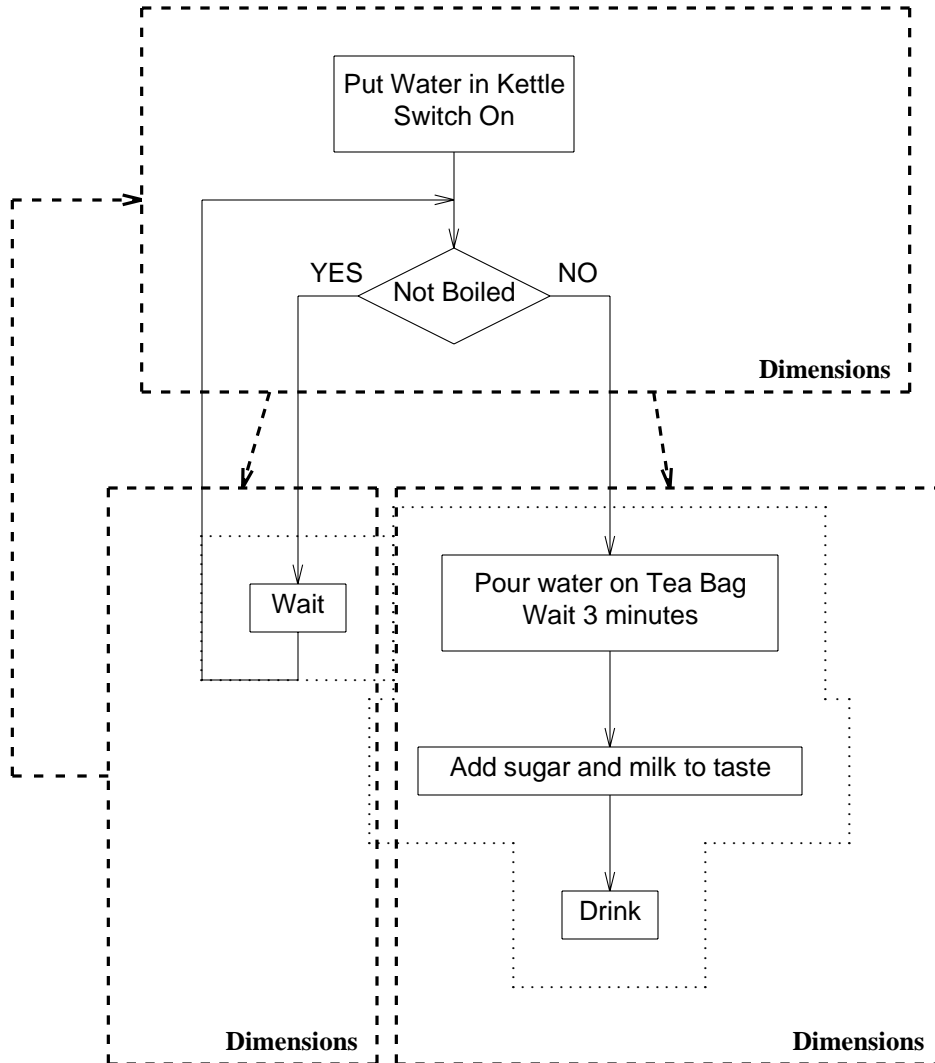 Put Water in Kettle
Switch On
YES
NO
Not Boiled
Dimensions
Wait
Pour water on Tea Bag
Wait 3 minutes
Add sugar and milk to taste
Drink
Dimensions
Dimensions